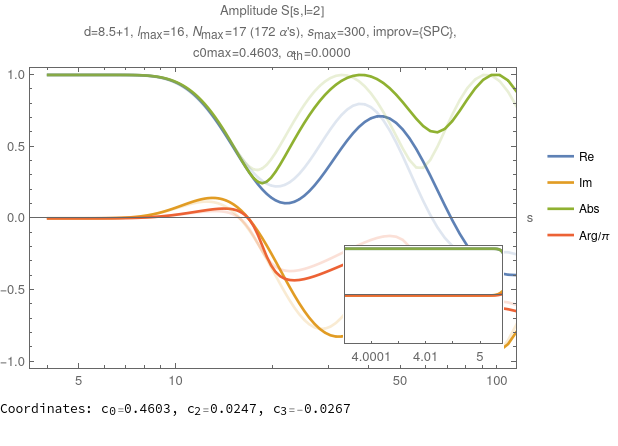 Amplitude S[s,l=2]
d=8.5+1, lmax=16, Nmax=17 (172 α's), smax=300, improv={SPC},
c0max=0.4603, αth=0.0000
1.0
0.5
0.0
−0.5
−1.0
5
10
50
100
s
4.0001
4.01
5
Re
Im
Abs
Arg/π
Coordinates: c0=0.4603, c2=0.0247, c3=−0.0267